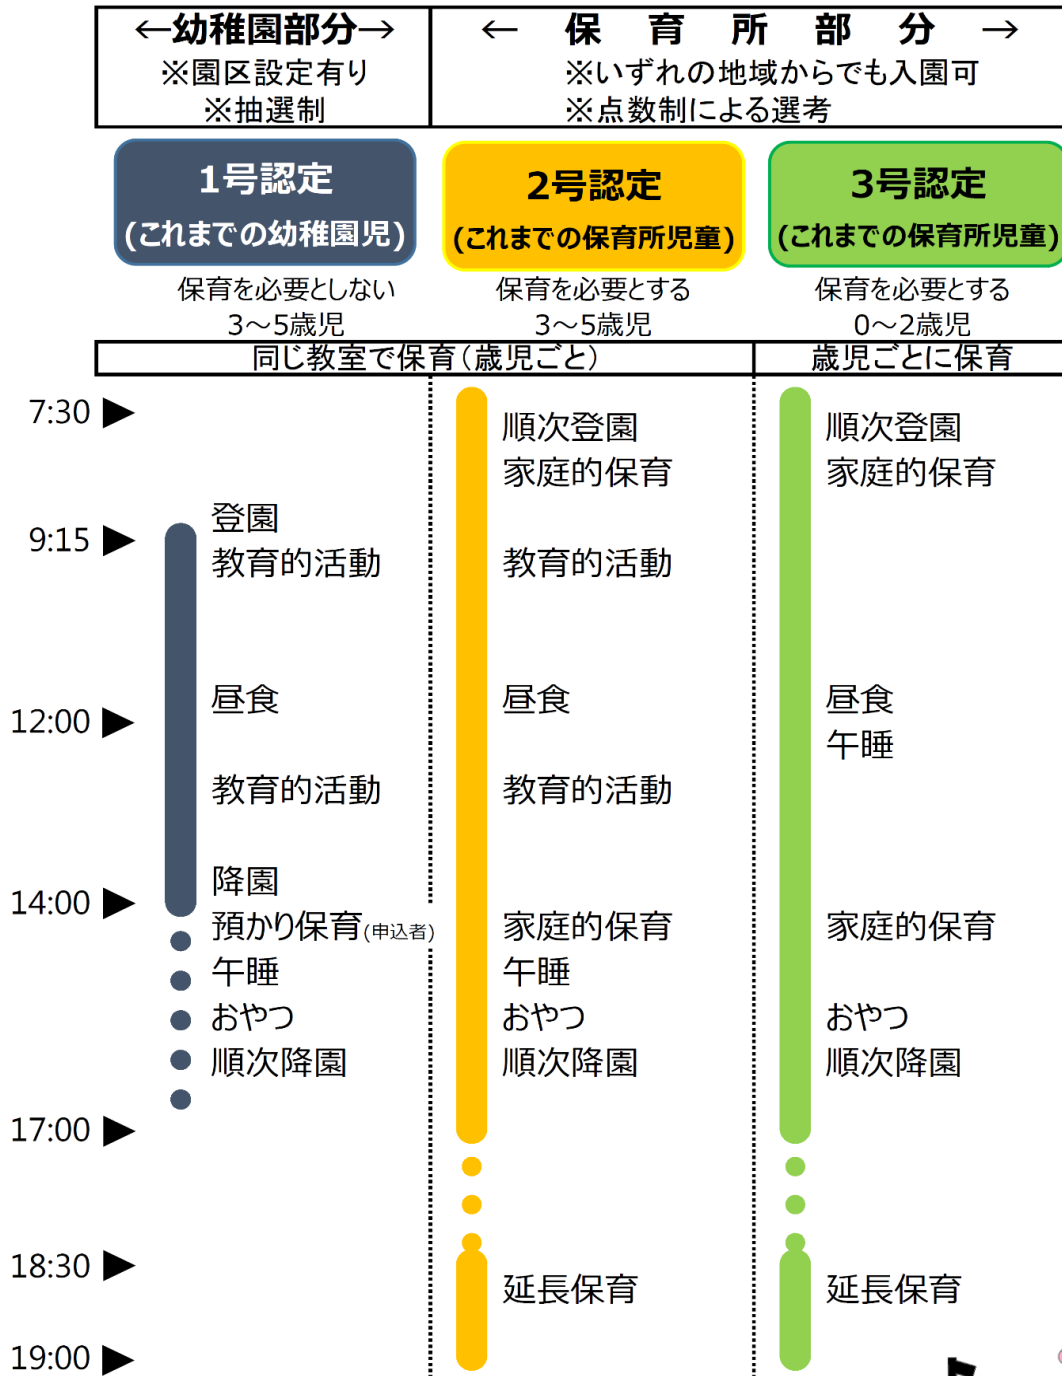 ←幼稚園部分→
※園区設定有り
※抽選制
← 保 育 所 部 分 →
※いずれの地域からでも入園可
※点数制による選考
1号認定
(これまでの幼稚園児)
2号認定
(これまでの保育所児童)
3号認定
(これまでの保育所児童)
保育を必要としない
3～5歳児
保育を必要とする
3～5歳児
保育を必要とする
0～2歳児
同じ教室で保育(歳児ごと)
歳児ごとに保育
7:30 ▶
9:15 ▶
12:00 ▶
14:00 ▶
17:00 ▶
18:30 ▶
19:00 ▶
登園
教育的活動
昼食
教育的活動
降園
預かり保育(申込者)
午睡
おやつ
順次降園
順次登園
家庭的保育
教育的活動
昼食
教育的活動
家庭的保育
午睡
おやつ
順次降園
延長保育
順次登園
家庭的保育
昼食
午睡
家庭的保育
おやつ
順次降園
延長保育